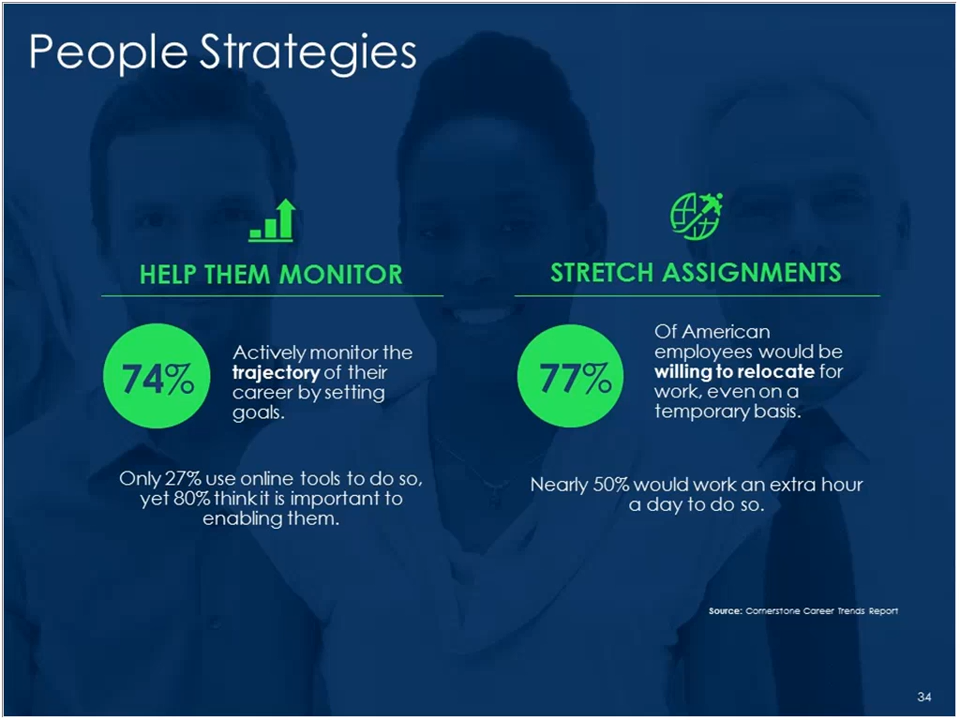 People Strategies
HELP THEM MONITOR
74%
Actively monitor the
trajectory of their
career by setting
goals.
Only 27% use online tools to do so,
yet 80% think it is important to
enabling them.
STRETCH ASSIGNMENTS
77%
Of American
employees would be
willing to relocate for
work, even on a
temporary basis.
Nearly 50% would work an extra hour
a day to do so.
Source: Cornerstone Career Trends Report
34